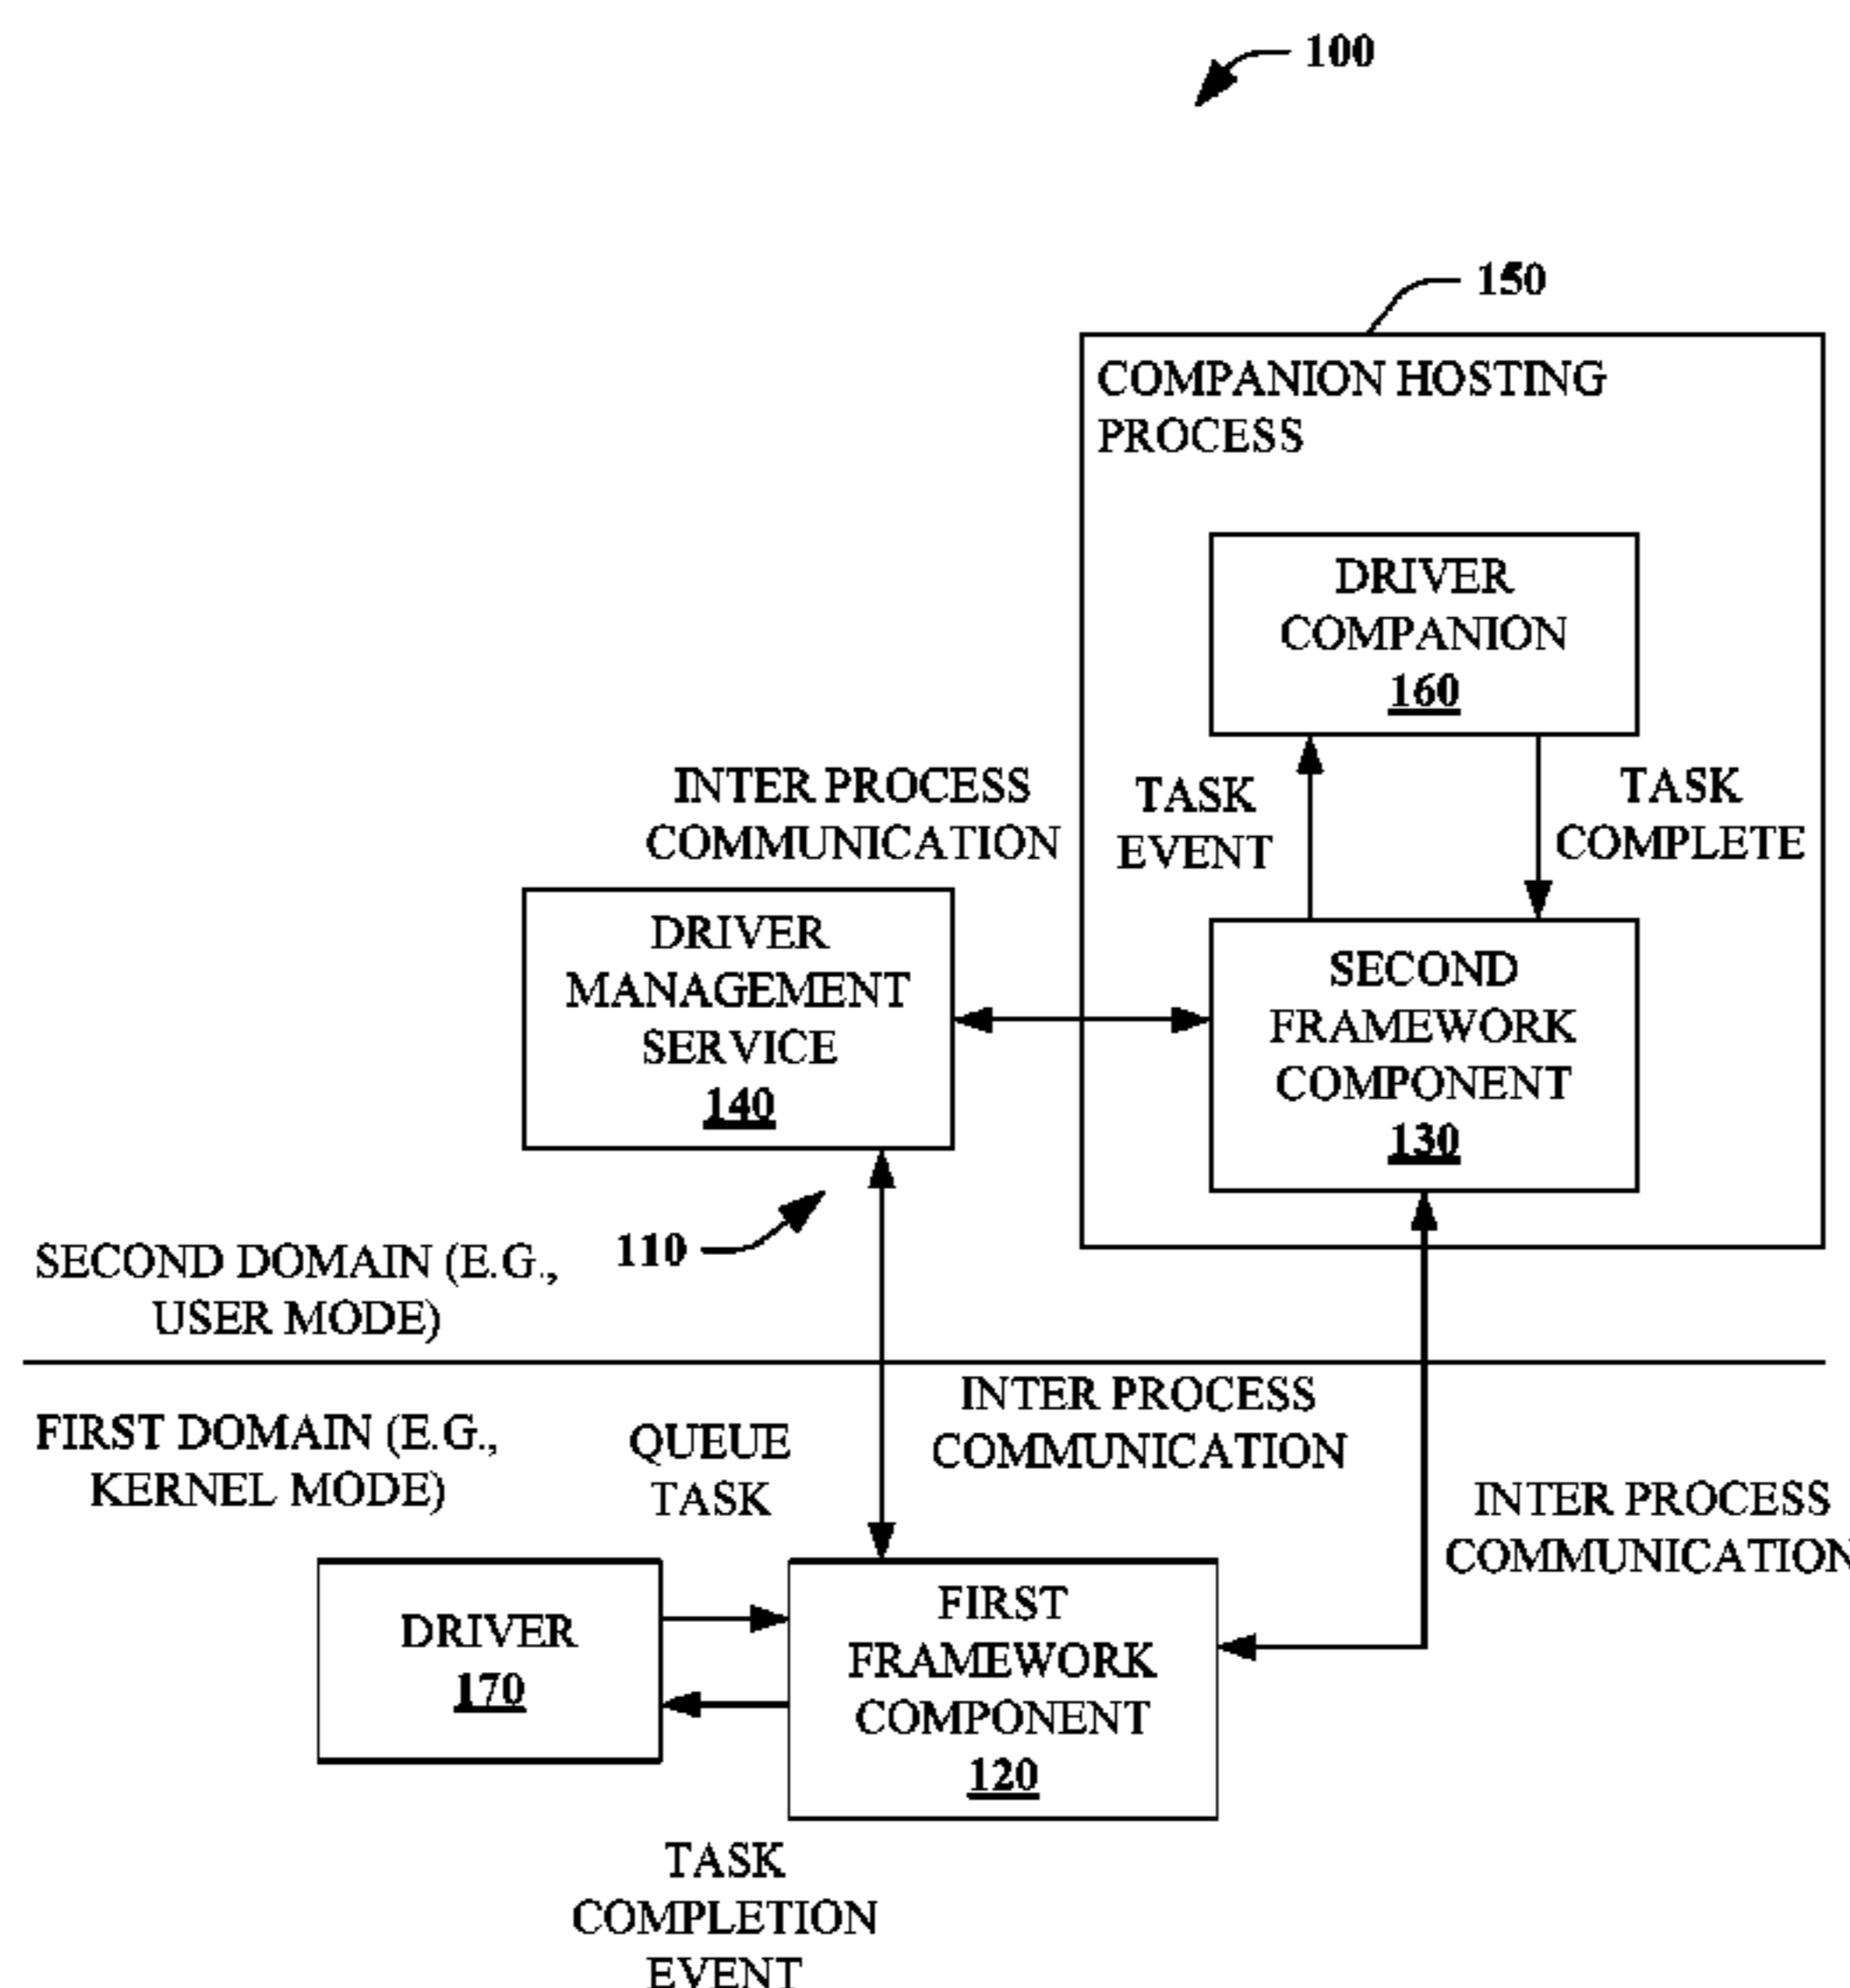 100
150
COMPANION HOSTING
PROCESS
DRIVER
COMPANION
160
INTER PROCESS
COMMUNICATION
TASK
EVENT
TASK
COMPLETE
DRIVER
MANAGEMENT
SERVICE
140
SECOND
FRAMEWORK
COMPONENT
130
110
SECOND DOMAIN (E.G.,
USER MODE)
FIRST DOMAIN (E.G.,
KERNEL MODE)
QUEUE
TASK
INTER PROCESS
COMMUNICATION
INTER PROCESS
COMMUNICATION
DRIVER
170
FIRST
FRAMEWORK
COMPONENT
120
TASK
COMPLETION
EVENT